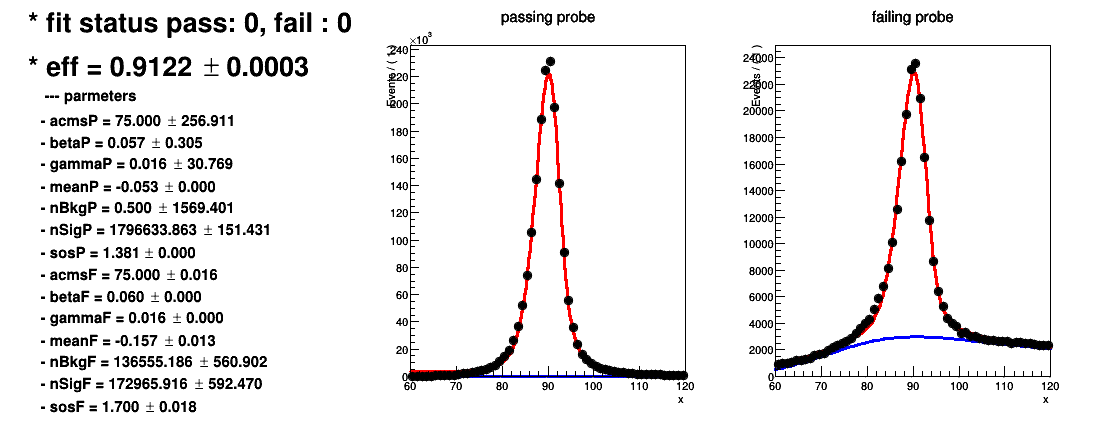 * fit status pass: 0, fail : 0
* eff = 0.9122 ± 0.0003
--- parmeters
- acmsP = 75.000 ± 256.911
- betaP = 0.057 ± 0.305
- gammaP = 0.016 ± 30.769
- meanP = -0.053 ± 0.000
- nBkgP = 0.500 ± 1569.401
- nSigP = 1796633.863 ± 151.431
- sosP = 1.381 ± 0.000
- acmsF = 75.000 ± 0.016
- betaF = 0.060 ± 0.000
- gammaF = 0.016 ± 0.000
- meanF = -0.157 ± 0.013
- nBkgF = 136555.186 ± 560.902
- nSigF = 172965.916 ± 592.470
- sosF = 1.700 ± 0.018
passing probe
×10³
Events / ( 1 )
240
220
200
180
160
140
120
100
80
60
40
20
0
60 70 80 90 100 110 120
x
failing probe
Events / ( )
24000
22000
20000
18000
16000
14000
12000
10000
8000
6000
4000
2000
0
60 70 80 90 100 110 120
x